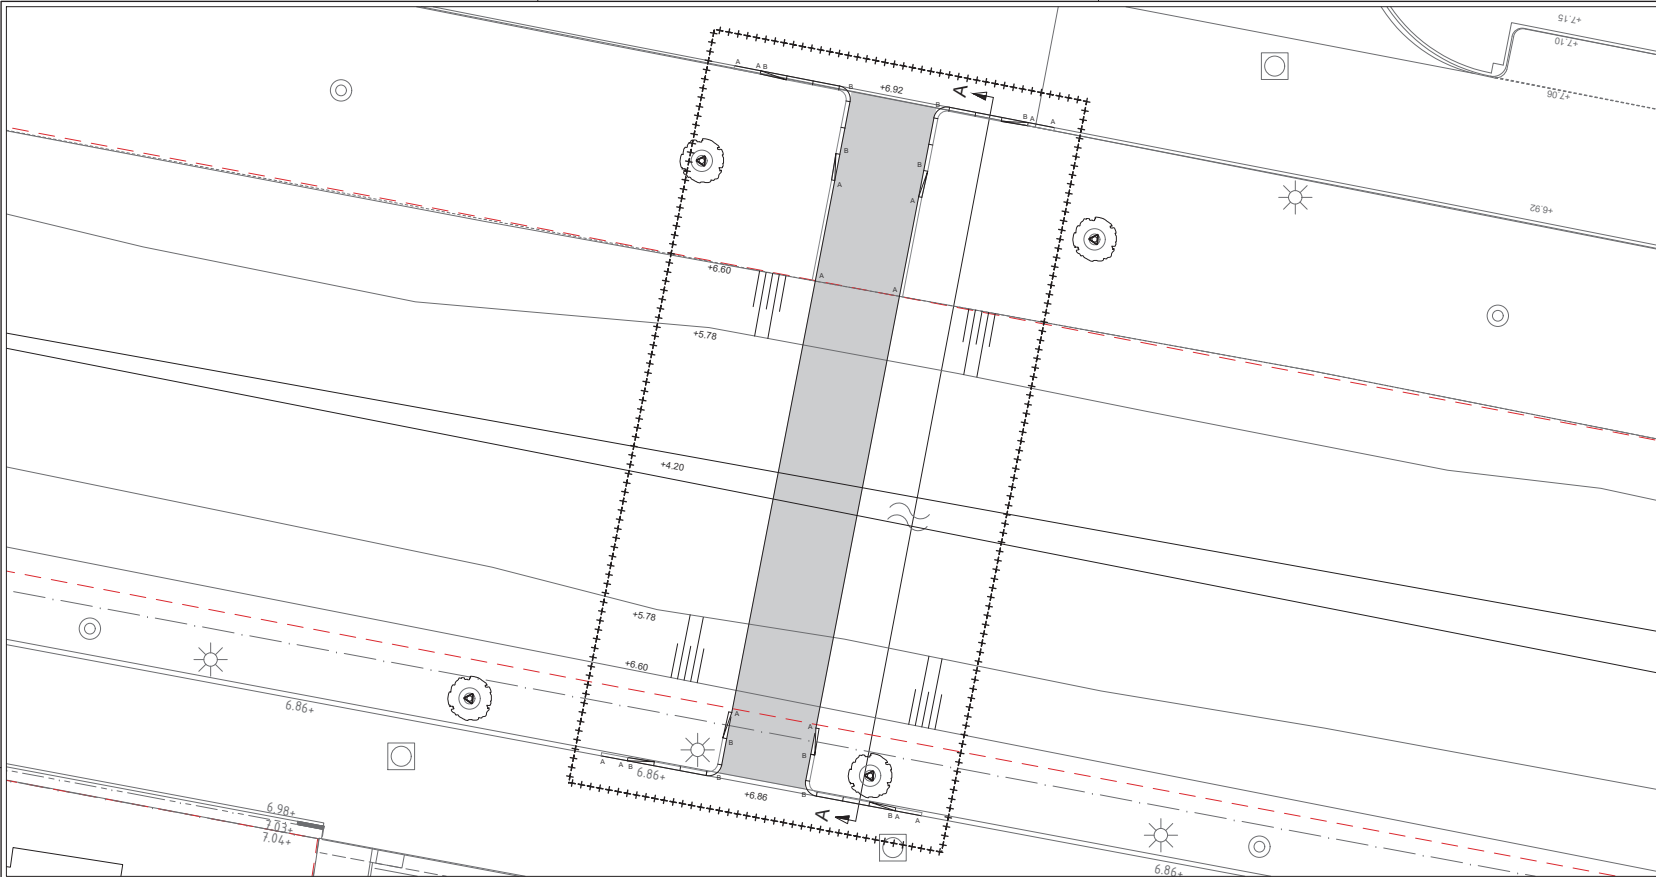 +7.15
+7.10
+7.06
A A B B +6.92 B A
B A A
B B
A A
+6.92
+6.60 A A
+5.78
+4.20
+5.78
+6.60
6.86+
A A
B B
A A B 6.86+ B
+6.86 B A B A A
6.98+
7.03+
7.04+
6.86+